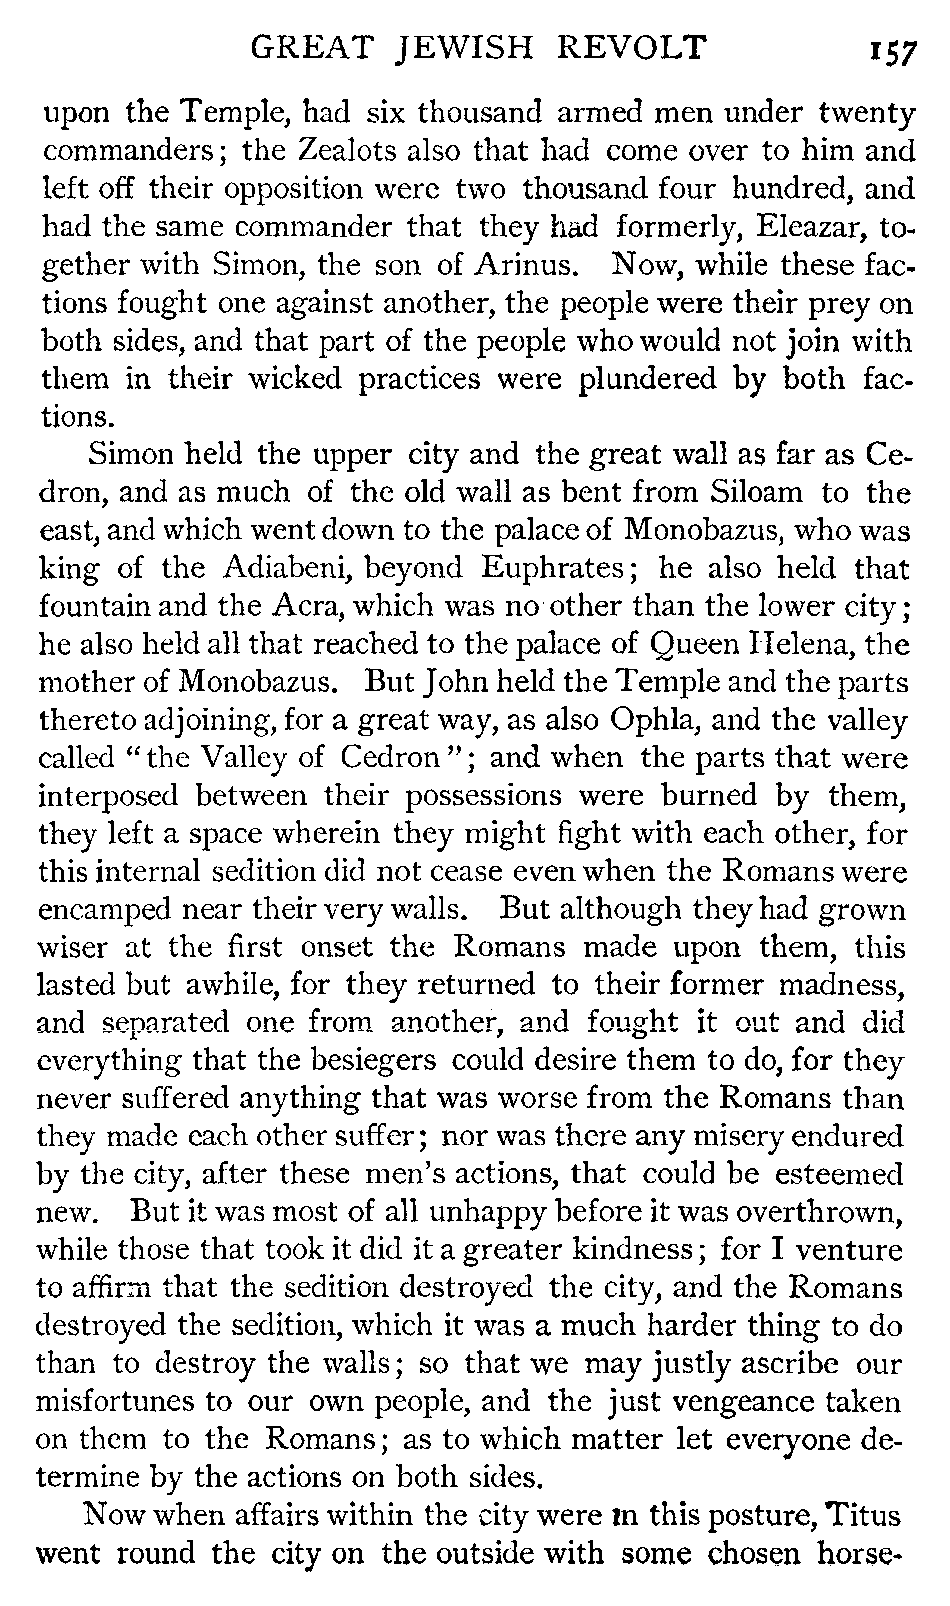 GREAT JEWISH REVOLT 157
upon the Temple, had six thousand armed men under twenty
commanders; the Zealots also that had come over to him and
left off their opposition were two thousand four hundred, and
had the same commander that they had formerly, Eleazar, to-
gether with Simon, the son of Arinus. Now, while these fac-
tions fought one against another, the people were their prey on
both sides, and that part of the people who would not join with
them in their wicked practices were plundered by both fac-
tions.
Simon held the upper city and the great wall as far as Ce-
dron, and as much of the old wall as bent from Siloam to the
east, and which went down to the palace of Monobazus, who was
king of the Adiabeni, beyond Euphrates; he also held that
fountain and the Acra, which was no other than the lower city;
he also held all that reached to the palace of Queen Helena, the
mother of Monobazus. But John held the Temple and the parts
thereto adjoining, for a great way, as also Ophla, and the valley
called "the Valley of Cedron"; and when the parts that were
interposed between their possessions were burned by them,
they left a space wherein they might fight with each other, for
this internal sedition did not cease even when the Romans were
encamped near their very walls. But although they had grown
wiser at the first onset the Romans made upon them, this
lasted but awhile, for they returned to their former madness,
and separated one from another, and fought it out and did
everything that the besiegers could desire them to do, for they
never suffered anything that was worse from the Romans than
they made each other suffer; nor was there any misery endured
by the city, after these men's actions, that could be esteemed
new. But it was most of all unhappy before it was overthrown,
while those that took it did it a greater kindness; for I venture
to affirm that the sedition destroyed the city, and the Romans
destroyed the sedition, which it was a much harder thing to do
than to destroy the walls; so that we may justly ascribe our
misfortunes to our own people, and the just vengeance taken
on them to the Romans; as to which matter let everyone de-
termine by the actions on both sides.
Now when affairs within the city were in this posture, Titus
went round the city on the outside with some chosen horse-